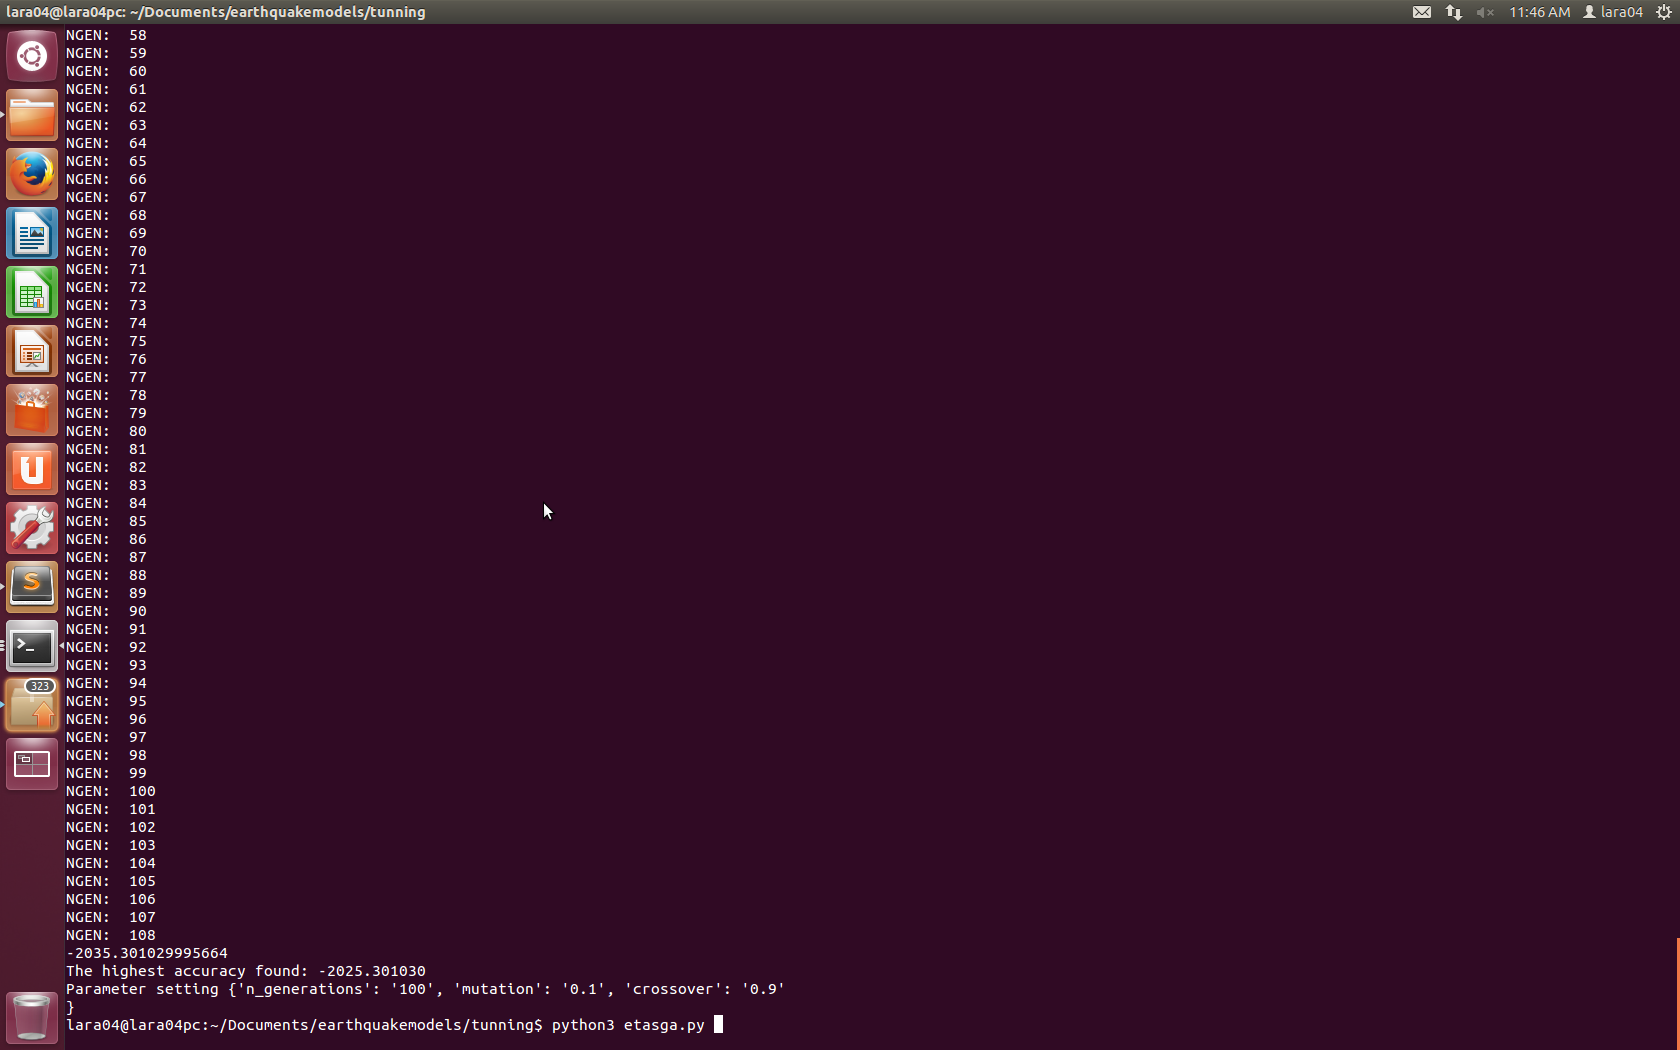 lara04@lara04pc: ~/Documents/earthquakemodels/tunning
11:46 AM
lara04
NGEN:  58
NGEN:  59
NGEN:  60
NGEN:  61
NGEN:  62
NGEN:  63
NGEN:  64
NGEN:  65
NGEN:  66
NGEN:  67
NGEN:  68
NGEN:  69
NGEN:  70
NGEN:  71
NGEN:  72
NGEN:  73
NGEN:  74
NGEN:  75
NGEN:  76
NGEN:  77
NGEN:  78
NGEN:  79
NGEN:  80
NGEN:  81
NGEN:  82
NGEN:  83
NGEN:  84
NGEN:  85
NGEN:  86
NGEN:  87
NGEN:  88
NGEN:  89
NGEN:  90
NGEN:  91
NGEN:  92
NGEN:  93
NGEN:  94
NGEN:  95
NGEN:  96
NGEN:  97
NGEN:  98
NGEN:  99
NGEN:  100
NGEN:  101
NGEN:  102
NGEN:  103
NGEN:  104
NGEN:  105
NGEN:  106
NGEN:  107
NGEN:  108
-2035.301029995664
The highest accuracy found: -2025.301030
Parameter setting {'n_generations': '100', 'mutation': '0.1', 'crossover': '0.9'
}
lara04@lara04pc:~/Documents/earthquakemodels/tunning$ python3 etasga.py
323